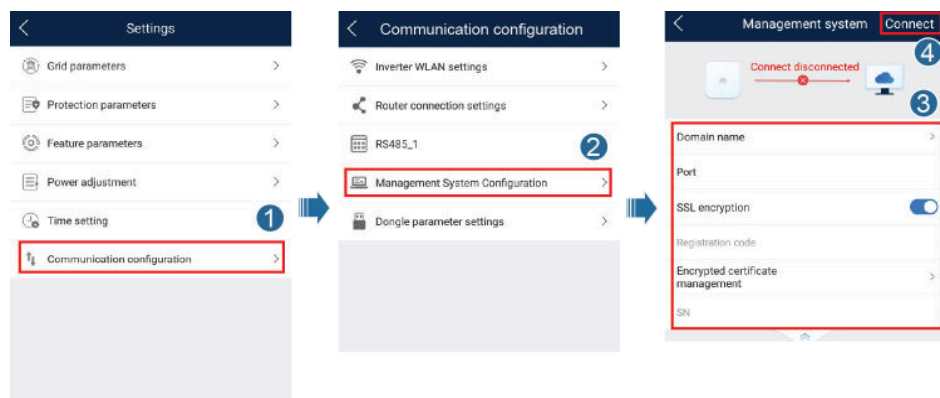 Settings
Grid parameters
Protection parameters
Feature parameters
Power adjustment
Time setting
1
Communication configuration
Communication configuration
Inverter WLAN settings
Router connection settings
RS485_1
2
Management System Configuration
Dongle parameter settings
Management system
Connect
4
Connect disconnected
3
Domain name
Port
SSL encryption
Registration code
Encrypted certificate
management
SN